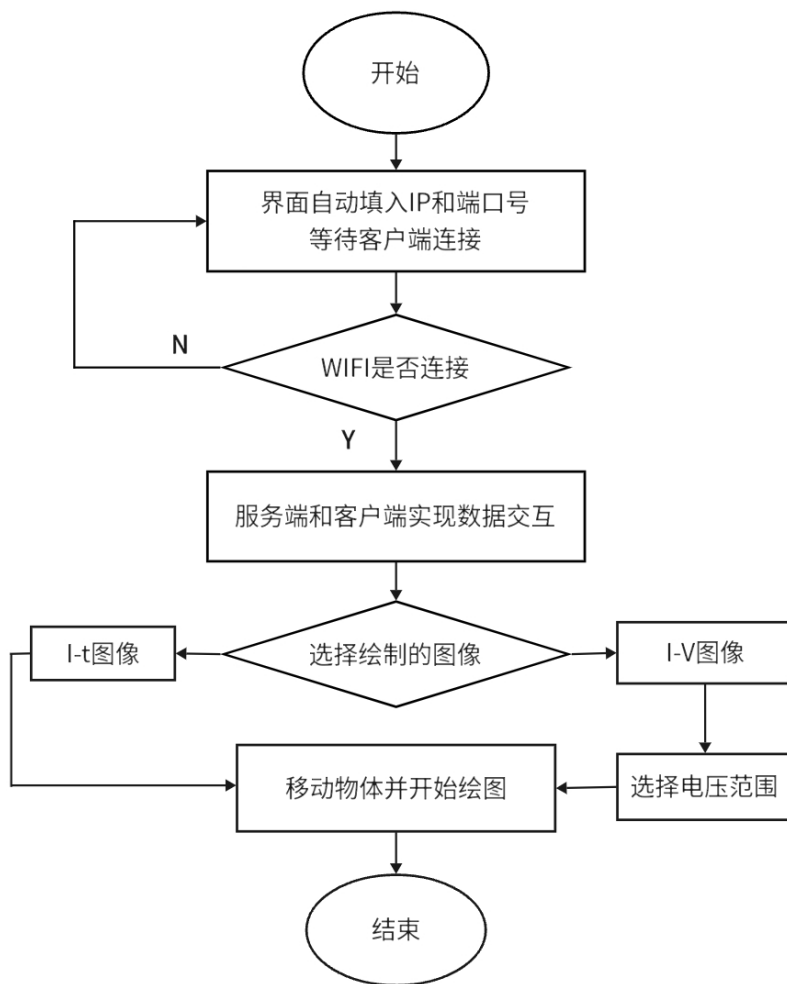 开始
界面自动填入IP和端口号
等待客户端连接
N
WIFI是否连接
Y
服务端和客户端实现数据交互
I-t图像
选择绘制的图像
I-V图像
移动物体并开始绘图
选择电压范围
结束